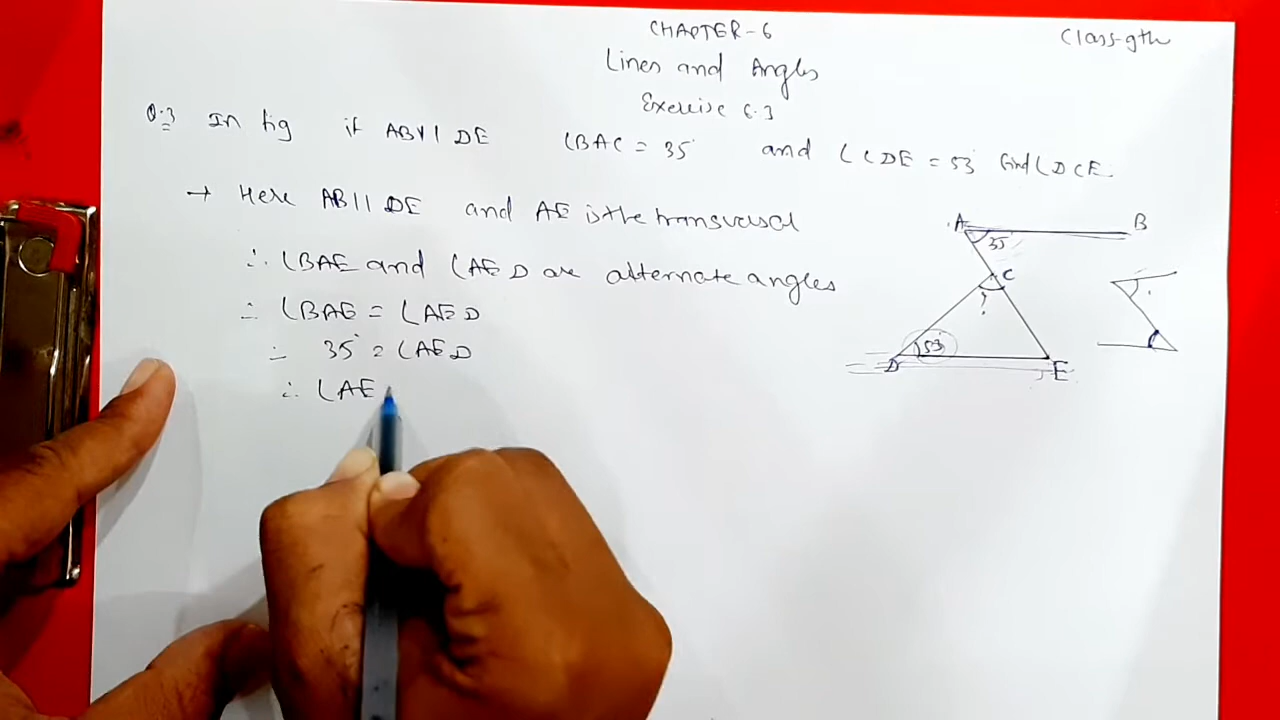 CHAPTER-6
Class-9th
Lines and Angles
Exercise 6.3
Q.3 In fig if AB || DE ∠BAC = 35° and ∠CDE = 53° find ∠DCE.
→ Here AB || DE and AE is the transversal
∴ ∠BAE and ∠AED are alternate angles
∴ ∠BAE = ∠AED
∴ 35° = ∠AED
∴ ∠AE
A B
35
C
?
53°
D E